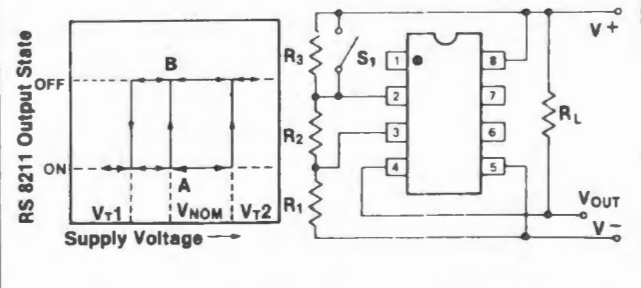 RS 8211 Output State
OFF
ON
B
A
VT1
VNOM
VT2
Supply Voltage
R3
S1
R2
R1
1
2
3
4
8
7
6
5
V+
RL
VOUT
V-